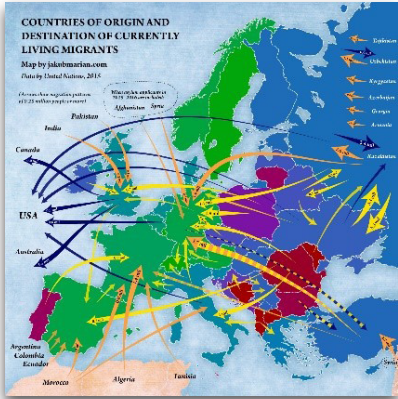 COUNTRIES OF ORIGIN AND
DESTINATION OF CURRENTLY
LIVING MIGRANTS
Map by jakubmarian.com
Data by United Nations, 2015
Pakistan
India
Afghanistan Syria
Canada
USA
Australia
Argentina
Colombia
Ecuador
Morocco
Algeria
Tunisia
Syria
Tajikistan
Uzbekistan
Kyrgyzstan
Azerbaijan
Georgia
Armenia
Kazakhstan